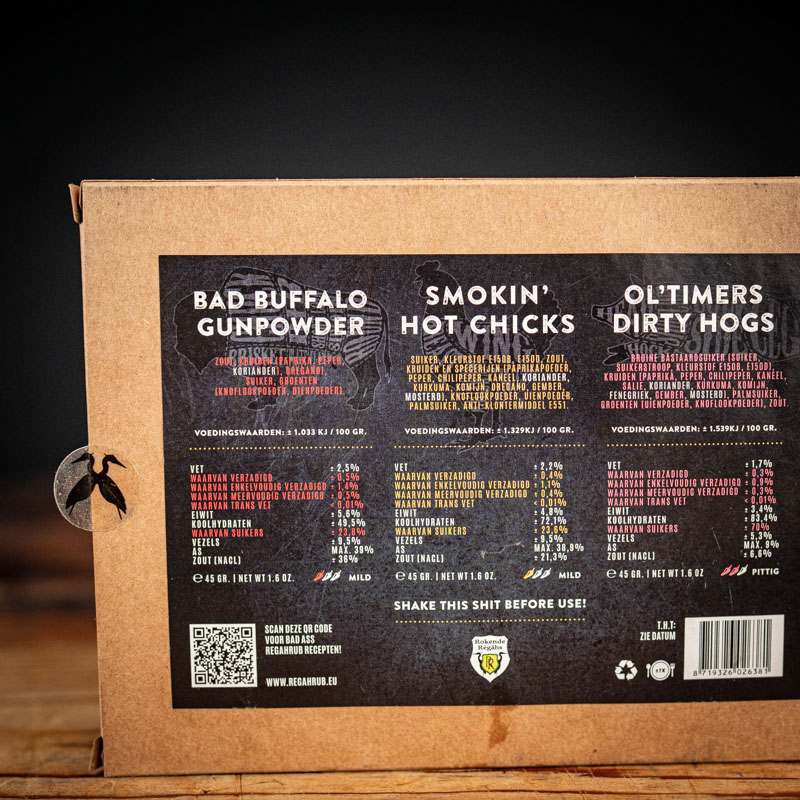 BAD BUFFALO
GUNPOWDER
ZOUT, KRUIDEN (PAPRIKA, PEPER,
KORIANDER), OREGANO),
SUIKER, GROENTEN
(KNOFLOOKPOEDER, UIENPOEDER).
VOEDINGSWAARDEN: ± 1.033 KJ / 100 GR.
VET ± 2,5%
WAARVAN VERZADIGD ± 0,5%
WAARVAN ENKELVOUDIG VERZADIGD ± 1,4%
WAARVAN MEERVOUDIG VERZADIGD ± 0,5%
WAARVAN TRANS VET < 0,01%
EIWIT ± 5,6%
KOOLHYDRATEN ± 49,5%
WAARVAN SUIKERS ± 23,8%
VEZELS ± 9,5%
AS MAX. 39%
ZOUT (NACL) ± 36%
℮ 45 GR. | NET WT 1.6 OZ. MILD
SMOKIN'
HOT CHICKS
SUIKER, KLEURSTOF E150B, E150D, ZOUT,
KRUIDEN EN SPECERIJEN (PAPRIKAPOEDER,
PEPER, CHILIPEPER, KANEEL, KORIANDER,
KURKUMA, KOMIJN, OREGANO, GEMBER,
MOSTERD), KNOFLOOKPOEDER, UIENPOEDER,
PALMSUIKER, ANTI-KLONTERMIDDEL E551.
VOEDINGSWAARDEN: ± 1.329KJ / 100 GR.
VET ± 2,2%
WAARVAN VERZADIGD ± 0,4%
WAARVAN ENKELVOUDIG VERZADIGD ± 1,1%
WAARVAN MEERVOUDIG VERZADIGD ± 0,4%
WAARVAN TRANS VET < 0,01%
EIWIT ± 4,8%
KOOLHYDRATEN ± 72,1%
WAARVAN SUIKERS ± 23,6%
VEZELS ± 9,5%
AS MAX. 38,9%
ZOUT (NACL) ± 21,3%
℮ 45 GR. | NET WT 1.6 OZ. MILD
OL'TIMERS
DIRTY HOGS
BRUINE BASTAARDSUIKER (SUIKER,
SUIKERSTROOP, KLEURSTOF E150B, E150D),
KRUIDEN (PAPRIKA, PEPER, CHILIPEPER, KANEEL,
SALIE, KORIANDER, KURKUMA, KOMIJN,
FENEGRIEK, GEMBER, MOSTERD), PALMSUIKER,
GROENTEN (UIENPOEDER, KNOFLOOKPOEDER), ZOUT.
VOEDINGSWAARDEN: ± 1.539KJ / 100 GR.
VET ± 1,7%
WAARVAN VERZADIGD ± 0,3%
WAARVAN ENKELVOUDIG VERZADIGD ± 0,9%
WAARVAN MEERVOUDIG VERZADIGD ± 0,3%
WAARVAN TRANS VET < 0,01%
EIWIT ± 3,4%
KOOLHYDRATEN ± 83,4%
WAARVAN SUIKERS ± 70%
VEZELS ± 5,3%
AS MAX. 9%
ZOUT (NACL) ± 6,6%
℮ 45 GR. | NET WT 1.6 OZ. PITTIG
SHAKE THIS SHIT BEFORE USE!
SCAN DEZE QR CODE
VOOR BAD ASS
REGAHRUB RECEPTEN!
WWW.REGAHRUB.EU
Rokende
Régâhs
T.H.T:
ZIE DATUM
8 719326 026381